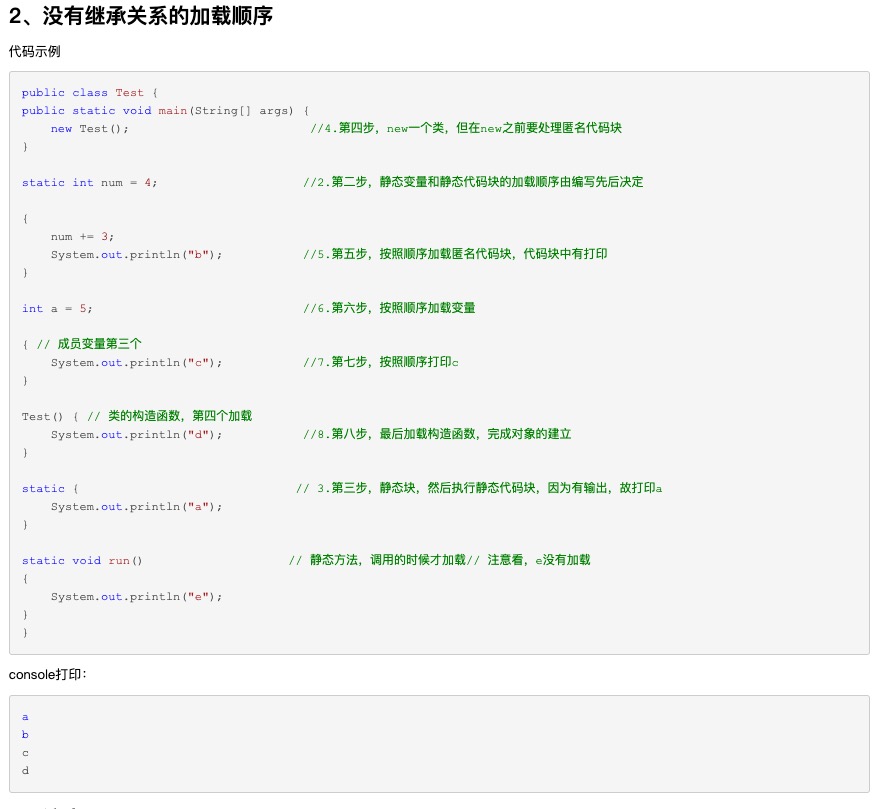 2、没有继承关系的加载顺序
代码示例
public class Test {
public static void main(String[] args) {
    new Test();                         //4.第四步，new一个类，但在new之前要处理匿名代码块
}
static int num = 4;                    //2.第二步，静态变量和静态代码块的加载顺序由编写先后决定
{
    num += 3;
    System.out.println("b");           //5.第五步，按照顺序加载匿名代码块，代码块中有打印
}
int a = 5;                             //6.第六步，按照顺序加载变量
{ // 成员变量第三个
    System.out.println("c");           //7.第七步，按照顺序打印c
}
Test() { // 类的构造函数，第四个加载
    System.out.println("d");           //8.第八步，最后加载构造函数，完成对象的建立
}
static {                              // 3.第三步，静态块，然后执行静态代码块，因为有输出，故打印a
    System.out.println("a");
}
static void run()                    // 静态方法，调用的时候才加载// 注意看，e没有加载
{
    System.out.println("e");
}
}
console打印：
a
b
c
d